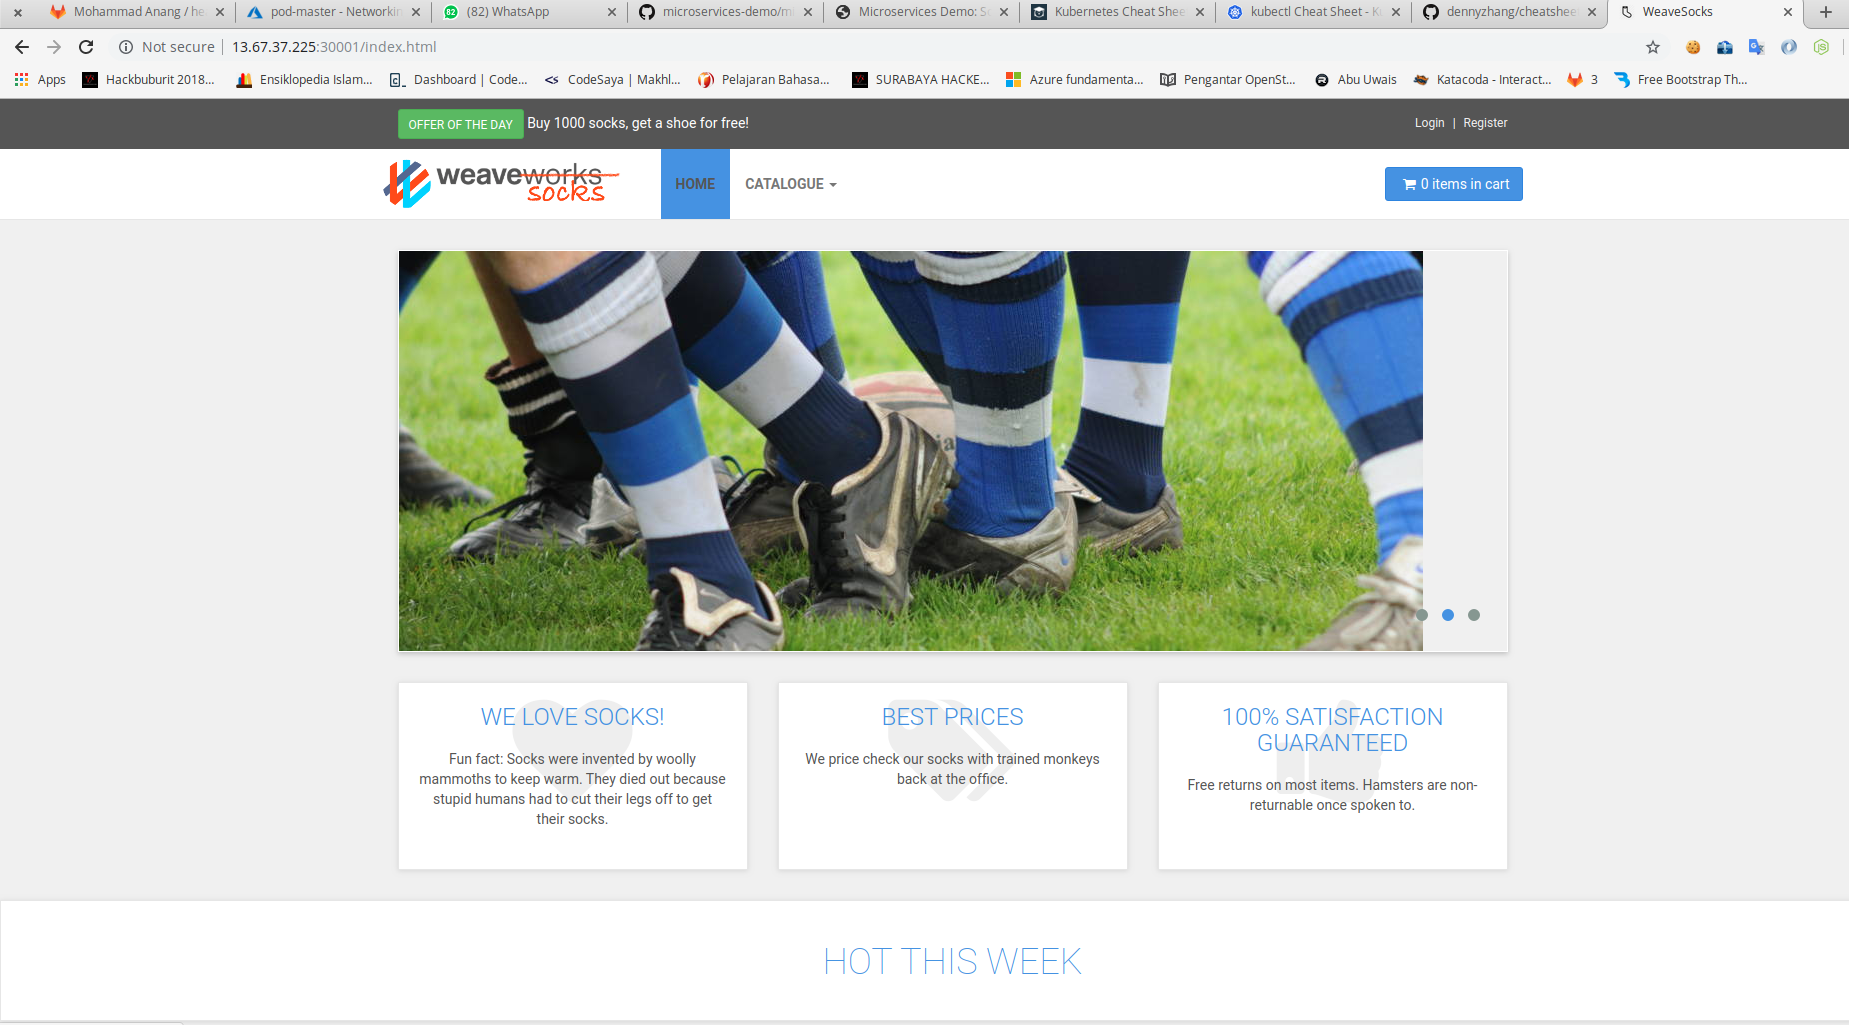 Mohammad Anang / he
pod-master - Networkin
(82) WhatsApp
microservices-demo/mi
Microservices Demo: So
Kubernetes Cheat Shee
kubectl Cheat Sheet - Ku
dennyzhang/cheatshee
WeaveSocks
Not secure | 13.67.37.225:30001/index.html
Apps
Hackbuburit 2018...
Ensiklopedia Islam...
Dashboard | Code...
CodeSaya | Makhl...
Pelajaran Bahasa...
SURABAYA HACKE...
Azure fundamenta...
Pengantar OpenSt...
Abu Uwais
Katacoda - Interact...
3
Free Bootstrap Th...
OFFER OF THE DAY Buy 1000 socks, get a shoe for free!
Login | Register
weaveworks
socks
HOME
CATALOGUE
0 items in cart
WE LOVE SOCKS!
Fun fact: Socks were invented by woolly
mammoths to keep warm. They died out because
stupid humans had to cut their legs off to get
their socks.
BEST PRICES
We price check our socks with trained monkeys
back at the office.
100% SATISFACTION
GUARANTEED
Free returns on most items. Hamsters are non-
returnable once spoken to.
HOT THIS WEEK